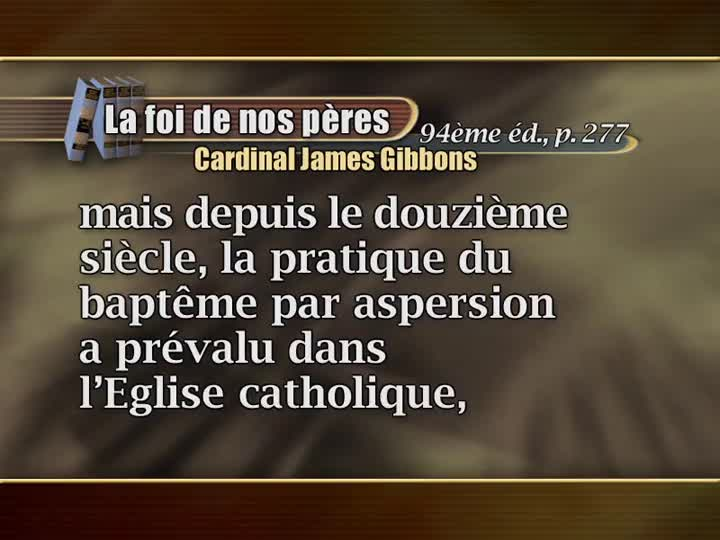 La foi de nos pères
94ème éd., p. 277
Cardinal James Gibbons
mais depuis le douzième
siècle, la pratique du
baptême par aspersion
a prévalu dans
l'Eglise catholique,